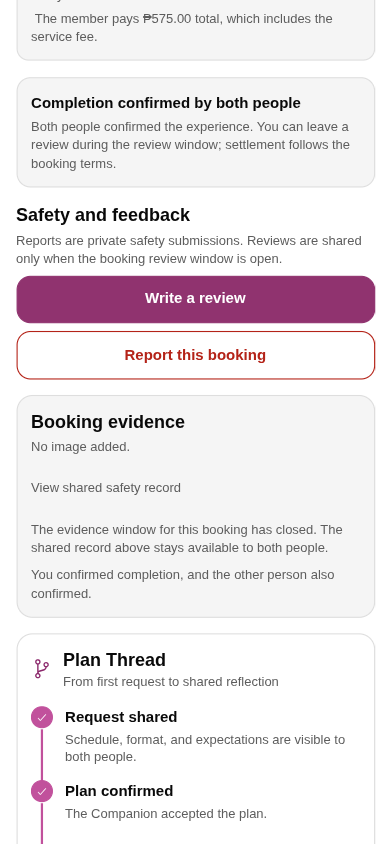 The member pays ₱575.00 total, which includes the
service fee.
Completion confirmed by both people
Both people confirmed the experience. You can leave a
review during the review window; settlement follows the
booking terms.
Safety and feedback
Reports are private safety submissions. Reviews are shared
only when the booking review window is open.
Write a review
Report this booking
Booking evidence
No image added.
View shared safety record
The evidence window for this booking has closed. The
shared record above stays available to both people.
You confirmed completion, and the other person also
confirmed.
Plan Thread
From first request to shared reflection
Request shared
Schedule, format, and expectations are visible to
both people.
Plan confirmed
The Companion accepted the plan.